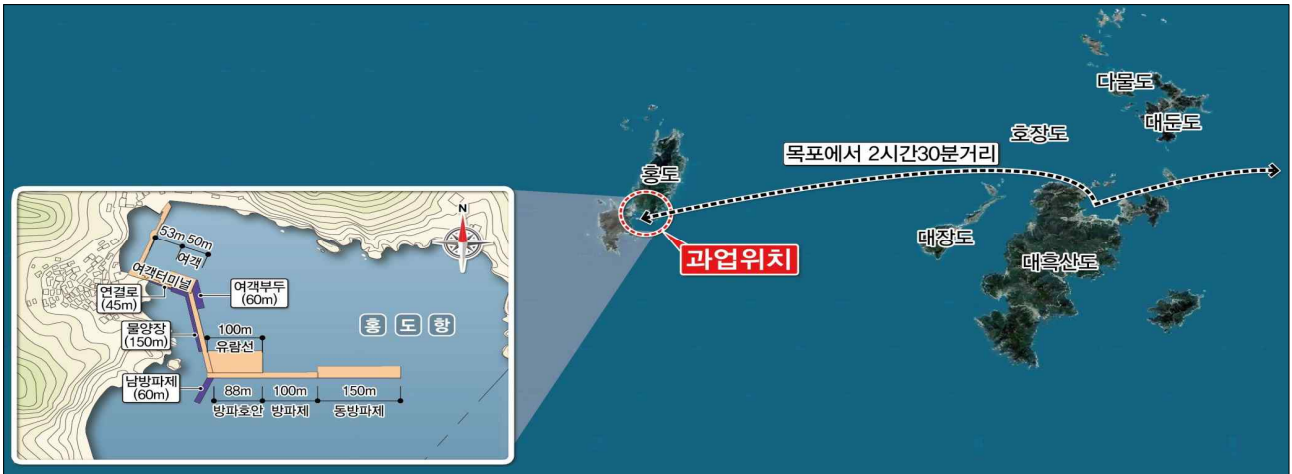 다물도
대둔도
호장도
목포에서 2시간30분거리
홍도
대장도
대흑산도
과업위치
N
53m 50m
여객
여객터미널
연결로
(45m)
여객부두
(60m)
물양장
(150m)
100m
유람선
홍도항
남방파제
(60m)
88m 100m 150m
방파호안 방파제 동방파제